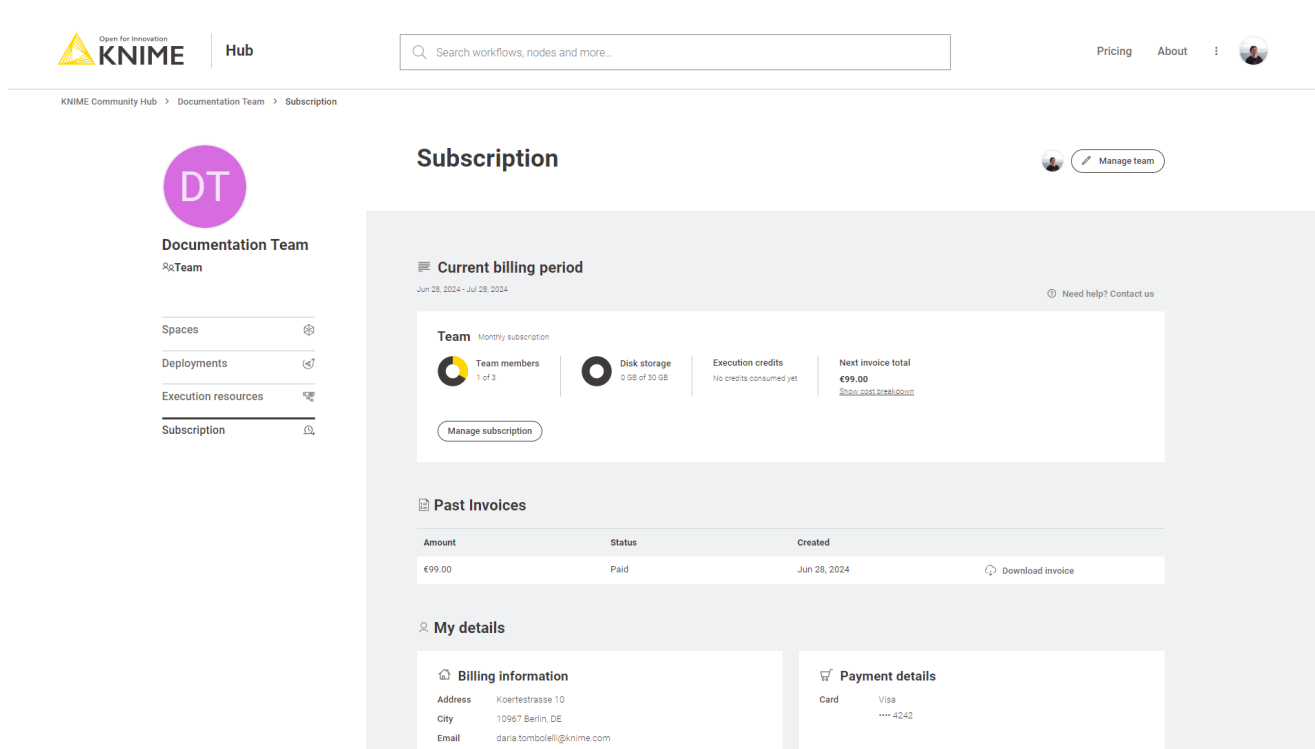 Open for Innovation
KNIME
Hub
Search workflows, nodes and more...
Pricing
About
KNIME Community Hub > Documentation Team > Subscription
DT
Documentation Team
Team
Spaces
Deployments
Execution resources
Subscription
Subscription
Manage team
Current billing period
Jun 28, 2024 - Jul 28, 2024
Need help? Contact us
Team Monthly subscription
Team members
1 of 3
Disk storage
0 GB of 30 GB
Execution credits
No credits consumed yet
Next invoice total
€99.00
Show cost breakdown
Manage subscription
Past Invoices
Amount Status Created
€99.00 Paid Jun 28, 2024 Download invoice
My details
Billing information
Address Koertestrasse 10
City 10967 Berlin, DE
Email daria.tombolelli@knime.com
Payment details
Card Visa
•••• 4242